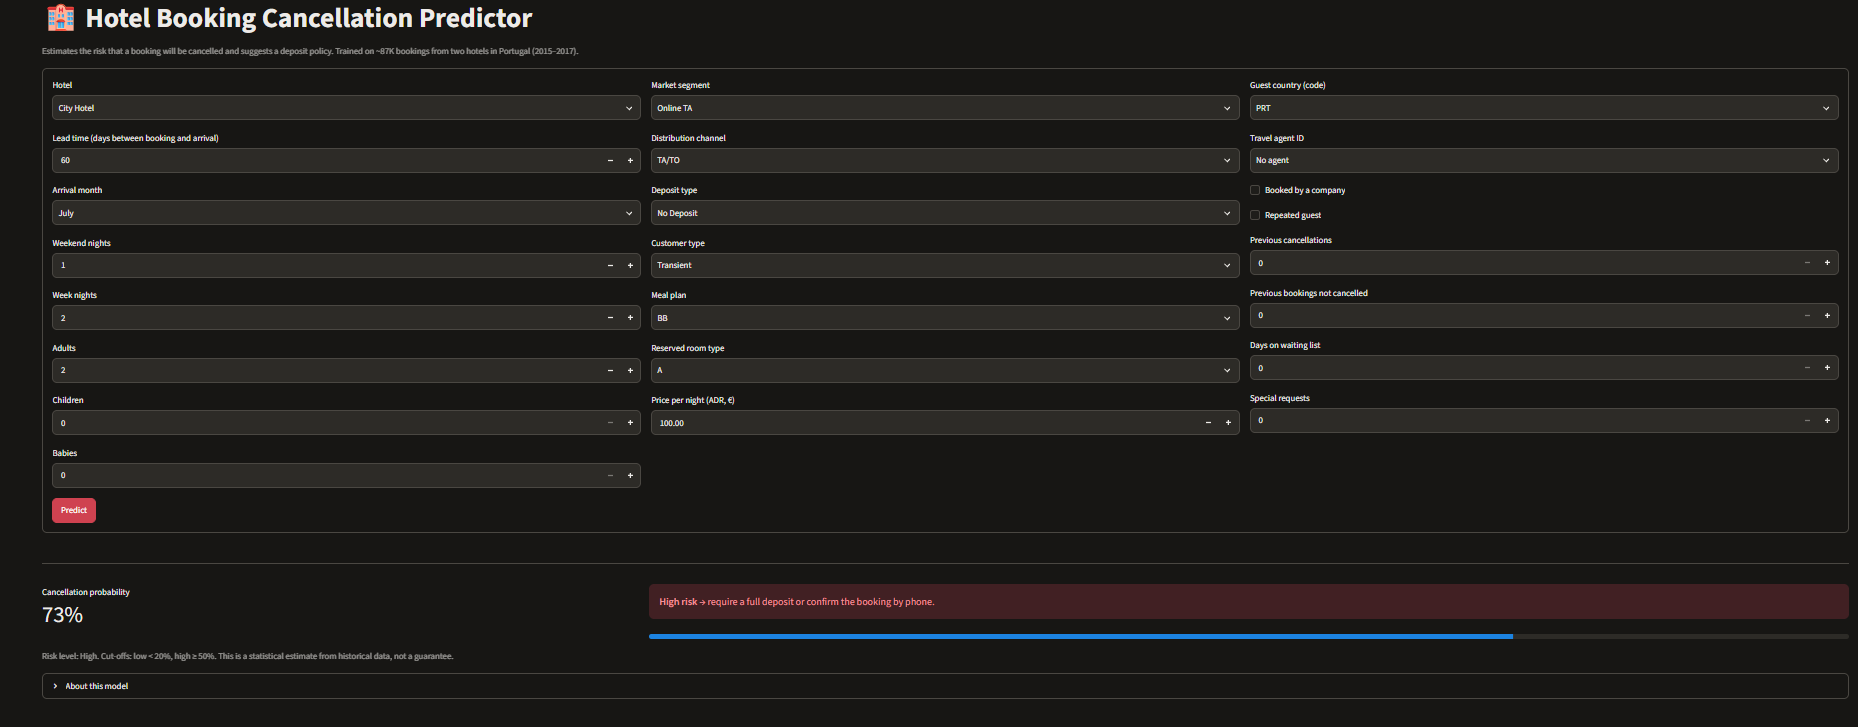 Hotel Booking Cancellation Predictor
Estimates the risk that a booking will be cancelled and suggests a deposit policy. Trained on ~87K bookings from two hotels in Portugal (2015–2017).
Hotel
City Hotel
Lead time (days between booking and arrival)
60
Arrival month
July
Weekend nights
1
Week nights
2
Adults
2
Children
0
Babies
0
Predict
Market segment
Online TA
Distribution channel
TA/TO
Deposit type
No Deposit
Customer type
Transient
Meal plan
BB
Reserved room type
A
Price per night (ADR, €)
100.00
Guest country (code)
PRT
Travel agent ID
No agent
Booked by a company
Repeated guest
Previous cancellations
0
Previous bookings not cancelled
0
Days on waiting list
0
Special requests
0
Cancellation probability
73%
High risk → require a full deposit or confirm the booking by phone.
Risk level: High. Cut-offs: low < 20%, high ≥ 50%. This is a statistical estimate from historical data, not a guarantee.
About this model